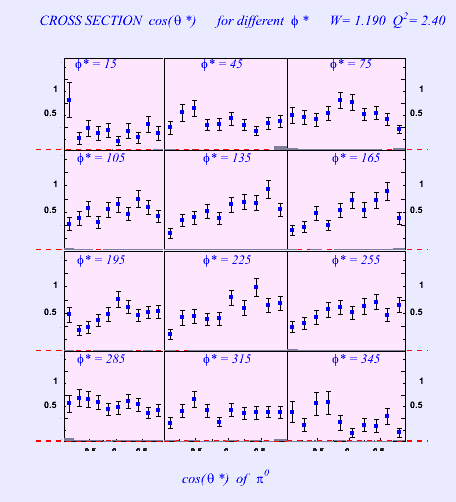 CROSS SECTION cos(θ*) for different ϕ* W= 1.190 Q²= 2.40
ϕ* = 15 ϕ* = 45 ϕ* = 75
1 1
0.5 0.5
ϕ* = 105 ϕ* = 135 ϕ* = 165
1 1
0.5 0.5
ϕ* = 195 ϕ* = 225 ϕ* = 255
1 1
0.5 0.5
ϕ* = 285 ϕ* = 315 ϕ* = 345
1 1
0.5 0.5
cos(θ*) of π⁰